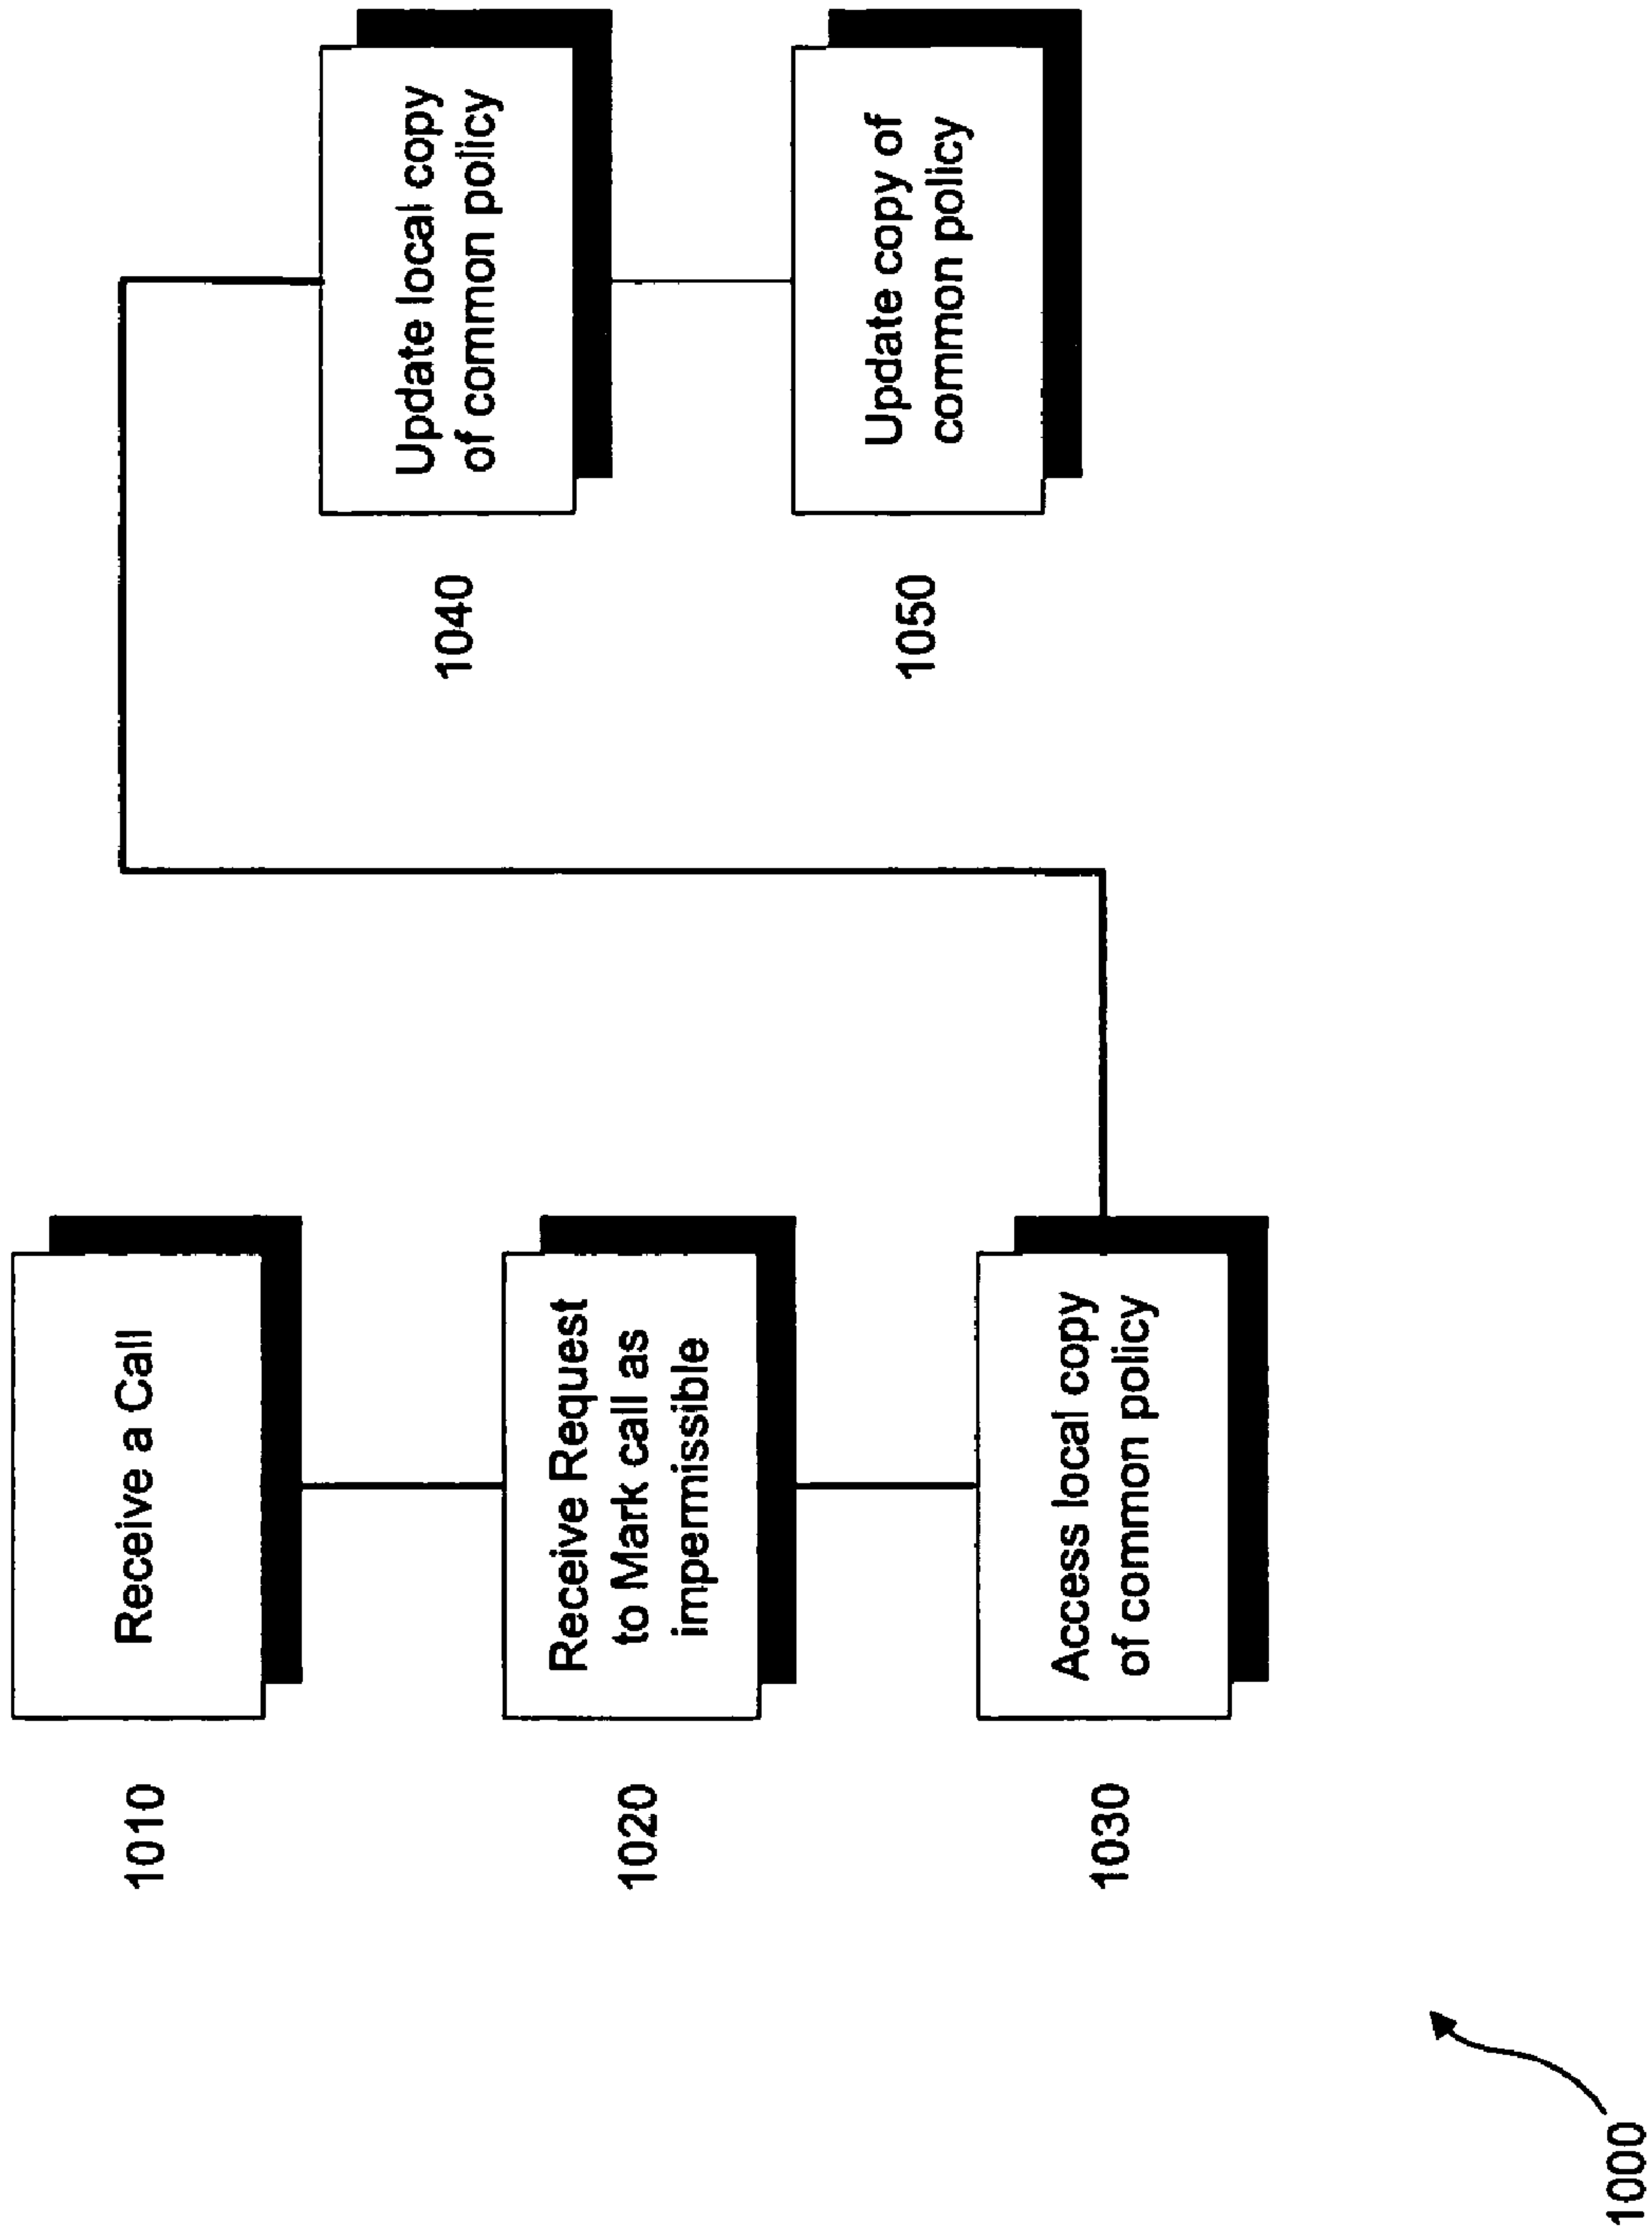 1010
Receive a Call
1020
Receive Request
to Mark call as
impermissible
1030
Access local copy
of common policy
1040
Update local copy
of common policy
1050
Update copy of
common policy
1000